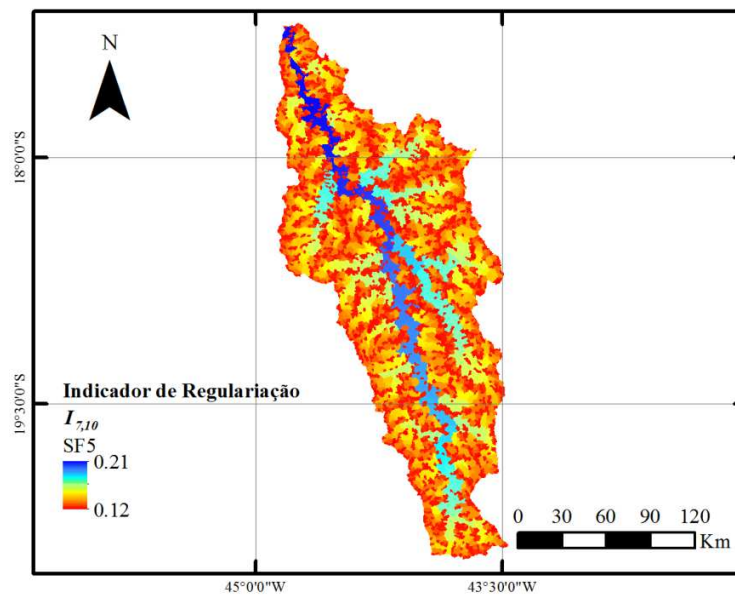 N
18°0'0"S
19°30'0"S
Indicador de Regulariação
I7,10
SF5
0.21
0.12
0 30 60 90 120
Km
45°0'0"W 43°30'0"W